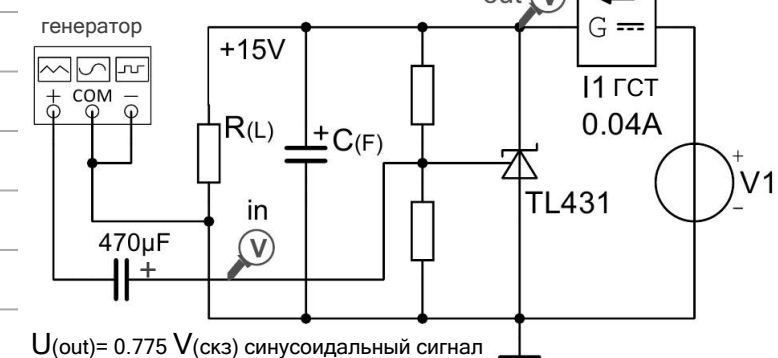 out V
генератор
G
+15V
+ COM −
I1 ГСТ
0.04A
R(L)
+ C(F)
+
V1
−
TL431
in
V
470µF
+
U(out)= 0.775 V(скз) синусоидальный сигнал